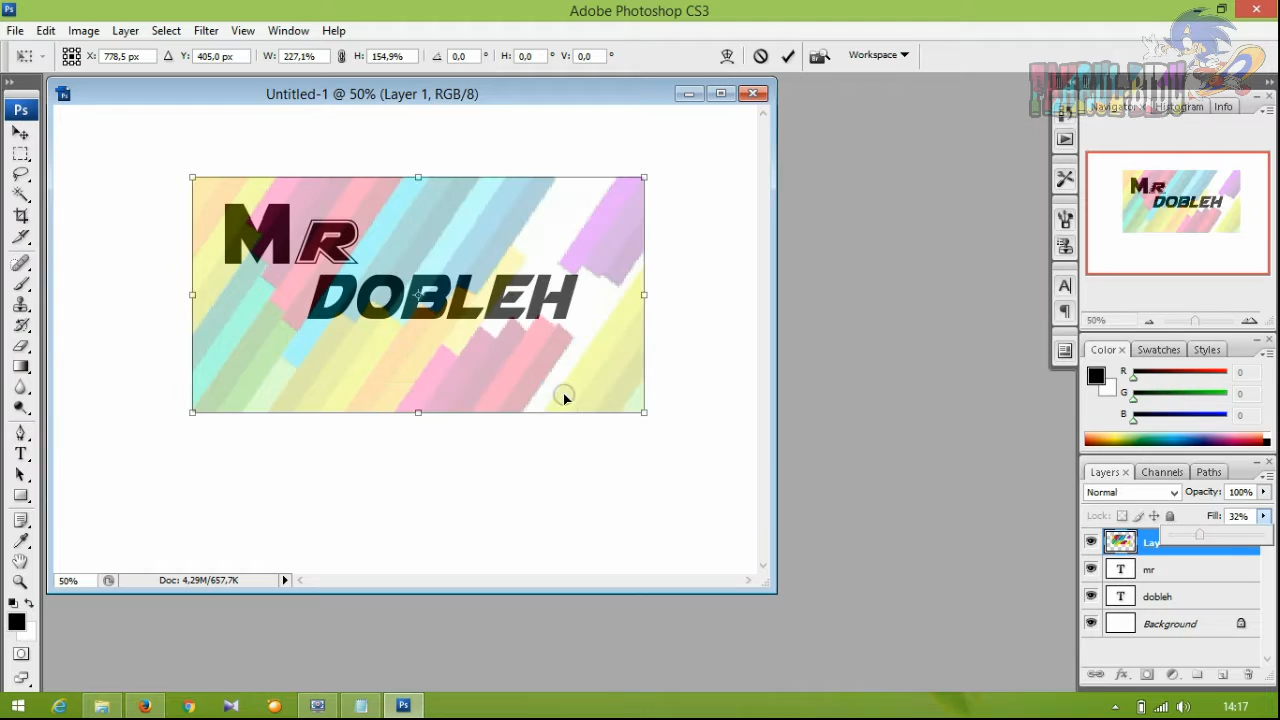 Ps
Adobe Photoshop CS3
File Edit Image Layer Select Filter View Window Help
X: 778,5 px Y: 405,0 px W: 227,1% H: 154,9% 0,0 ° H: 0,0 ° V: 0,0 °
Workspace
Ps
Untitled-1 @ 50% (Layer 1, RGB/8)
Navigator Histogram Info
MR
DOBLEH
MR
DOBLEH
50%
Color Swatches Styles
R 0
G 0
B 0
Layers Channels Paths
Normal Opacity: 100%
Lock: Fill: 32%
Lay
T mr
T dobleh
Background
50% Doc: 4,29M/657,7K
14:17